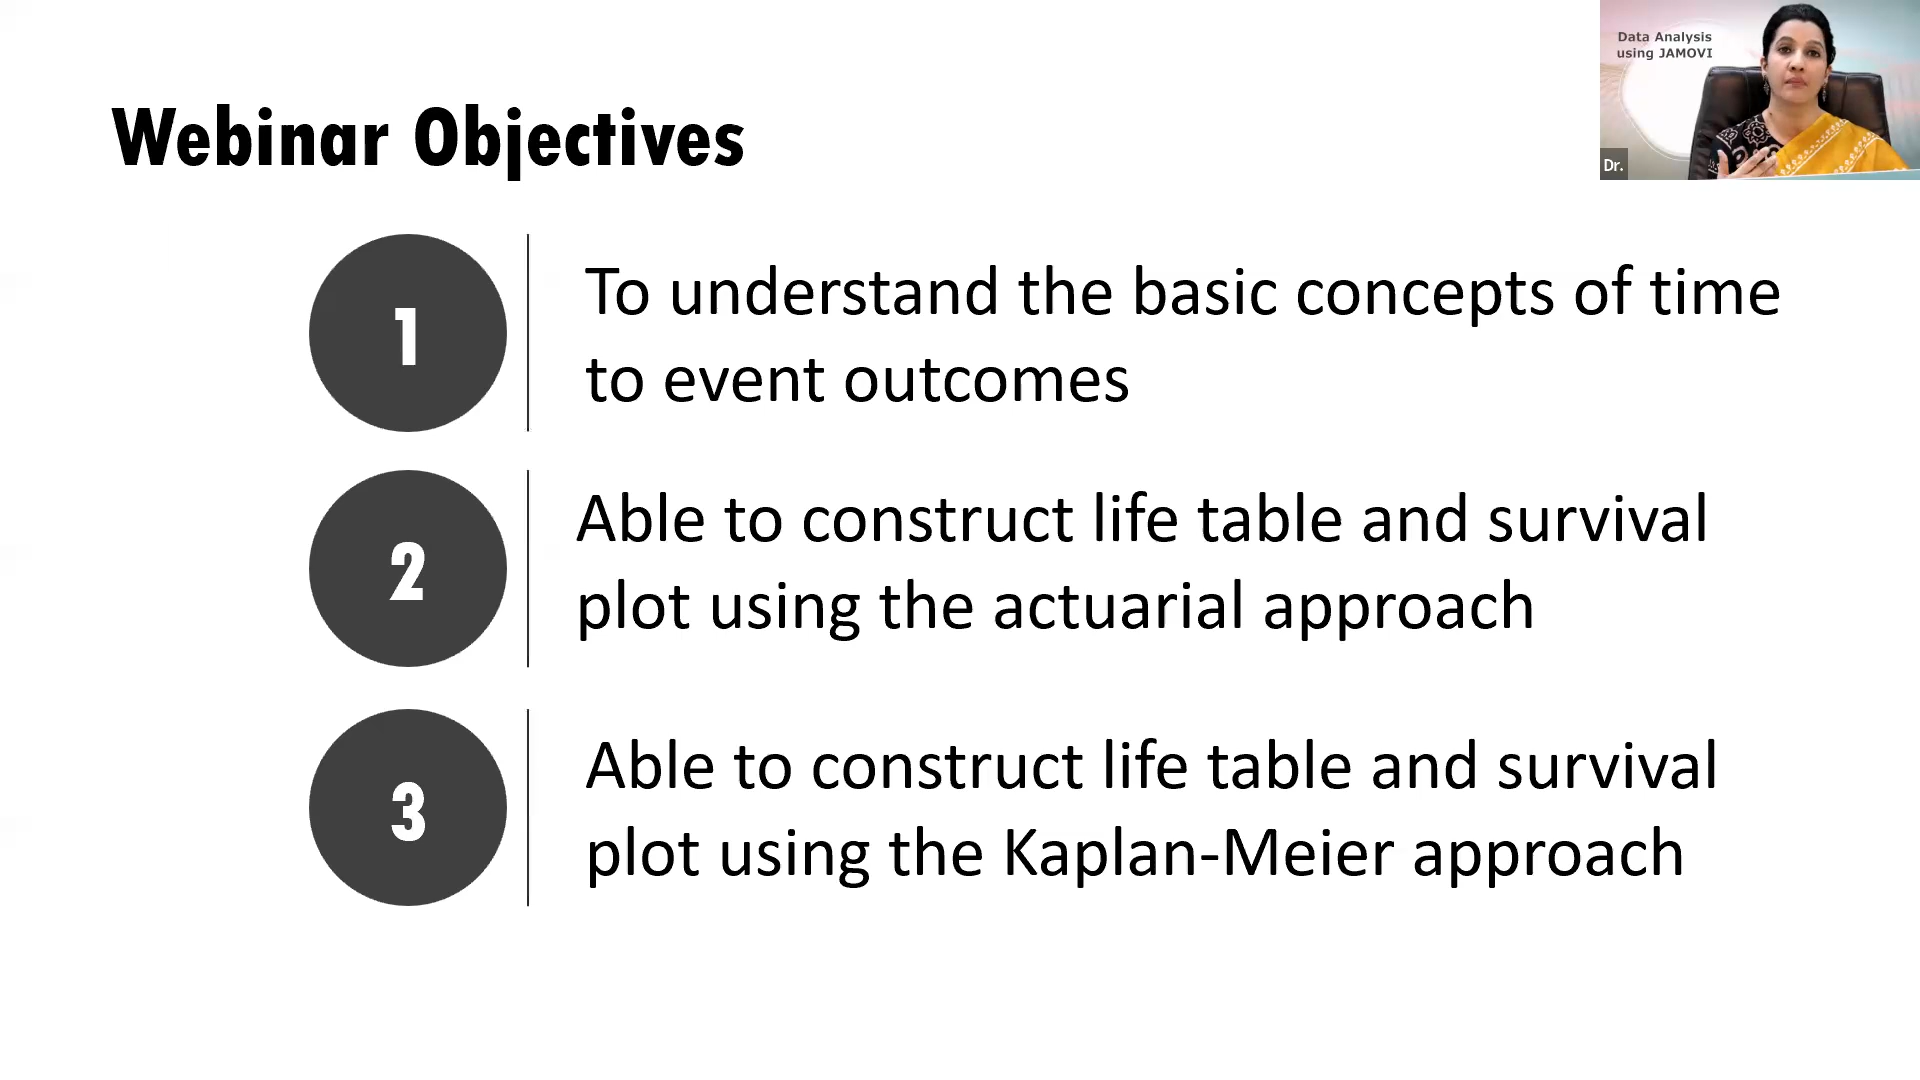 Webinar Objectives
1
To understand the basic concepts of time
to event outcomes
2
Able to construct life table and survival
plot using the actuarial approach
3
Able to construct life table and survival
plot using the Kaplan-Meier approach
Data Analysis
using JAMOVI
Dr.